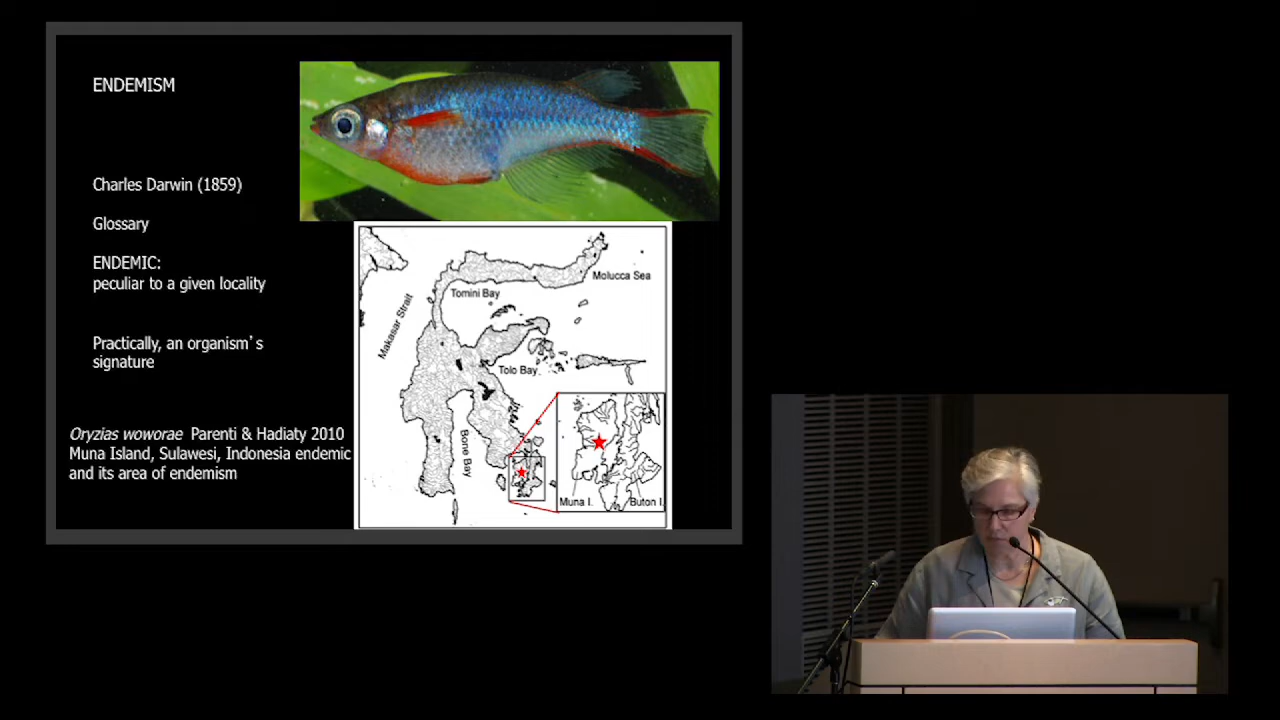 ENDEMISM
Charles Darwin (1859)
Glossary
ENDEMIC:
peculiar to a given locality
Practically, an organism's
signature
Oryzias woworae Parenti & Hadiaty 2010
Muna Island, Sulawesi, Indonesia endemic
and its area of endemism
Molucca Sea
Tomini Bay
Makasar Strait
Tolo Bay
Bone Bay
Muna I.
Buton I.